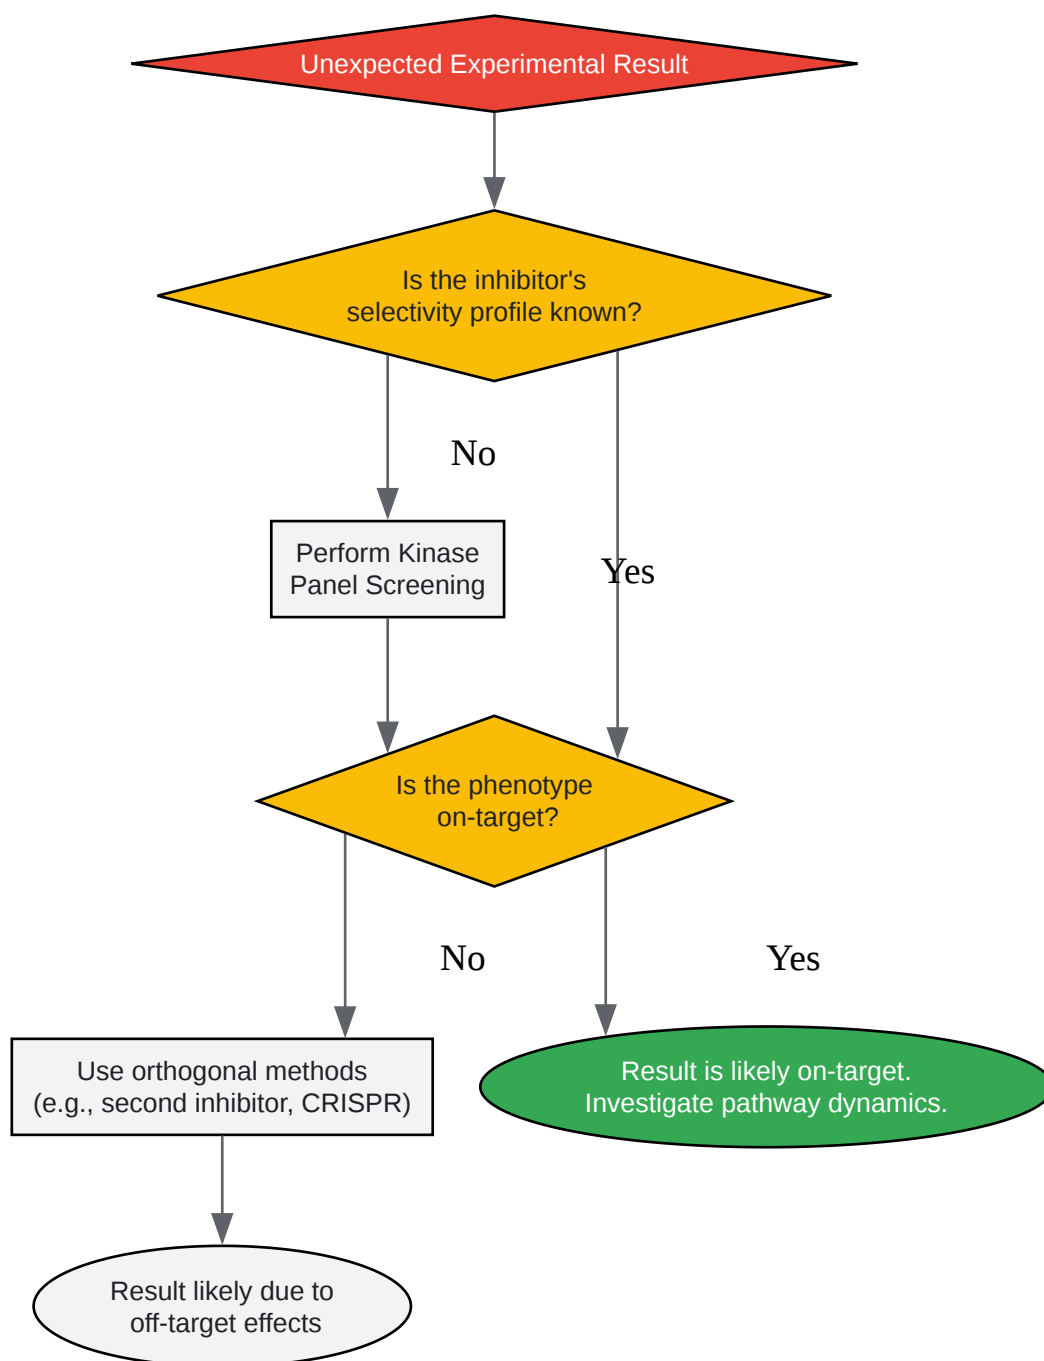 Unexpected Experimental Result
Is the inhibitor's
selectivity profile known?
No
Perform Kinase
Panel Screening
Yes
Is the phenotype
on-target?
No
Yes
Use orthogonal methods
(e.g., second inhibitor, CRISPR)
Result is likely on-target.
Investigate pathway dynamics.
Result likely due to
off-target effects